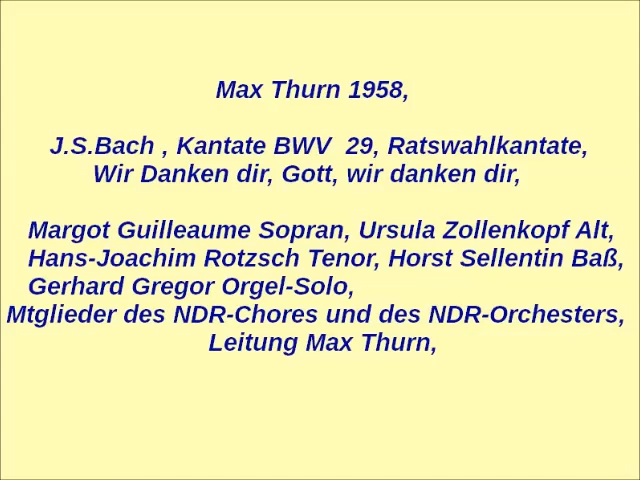 Max Thurn 1958,
J.S.Bach , Kantate BWV 29, Ratswahlkantate,
Wir Danken dir, Gott, wir danken dir,
Margot Guilleaume Sopran, Ursula Zollenkopf Alt,
Hans-Joachim Rotzsch Tenor, Horst Sellentin Baß,
Gerhard Gregor Orgel-Solo,
Mtglieder des NDR-Chores und des NDR-Orchesters,
Leitung Max Thurn,